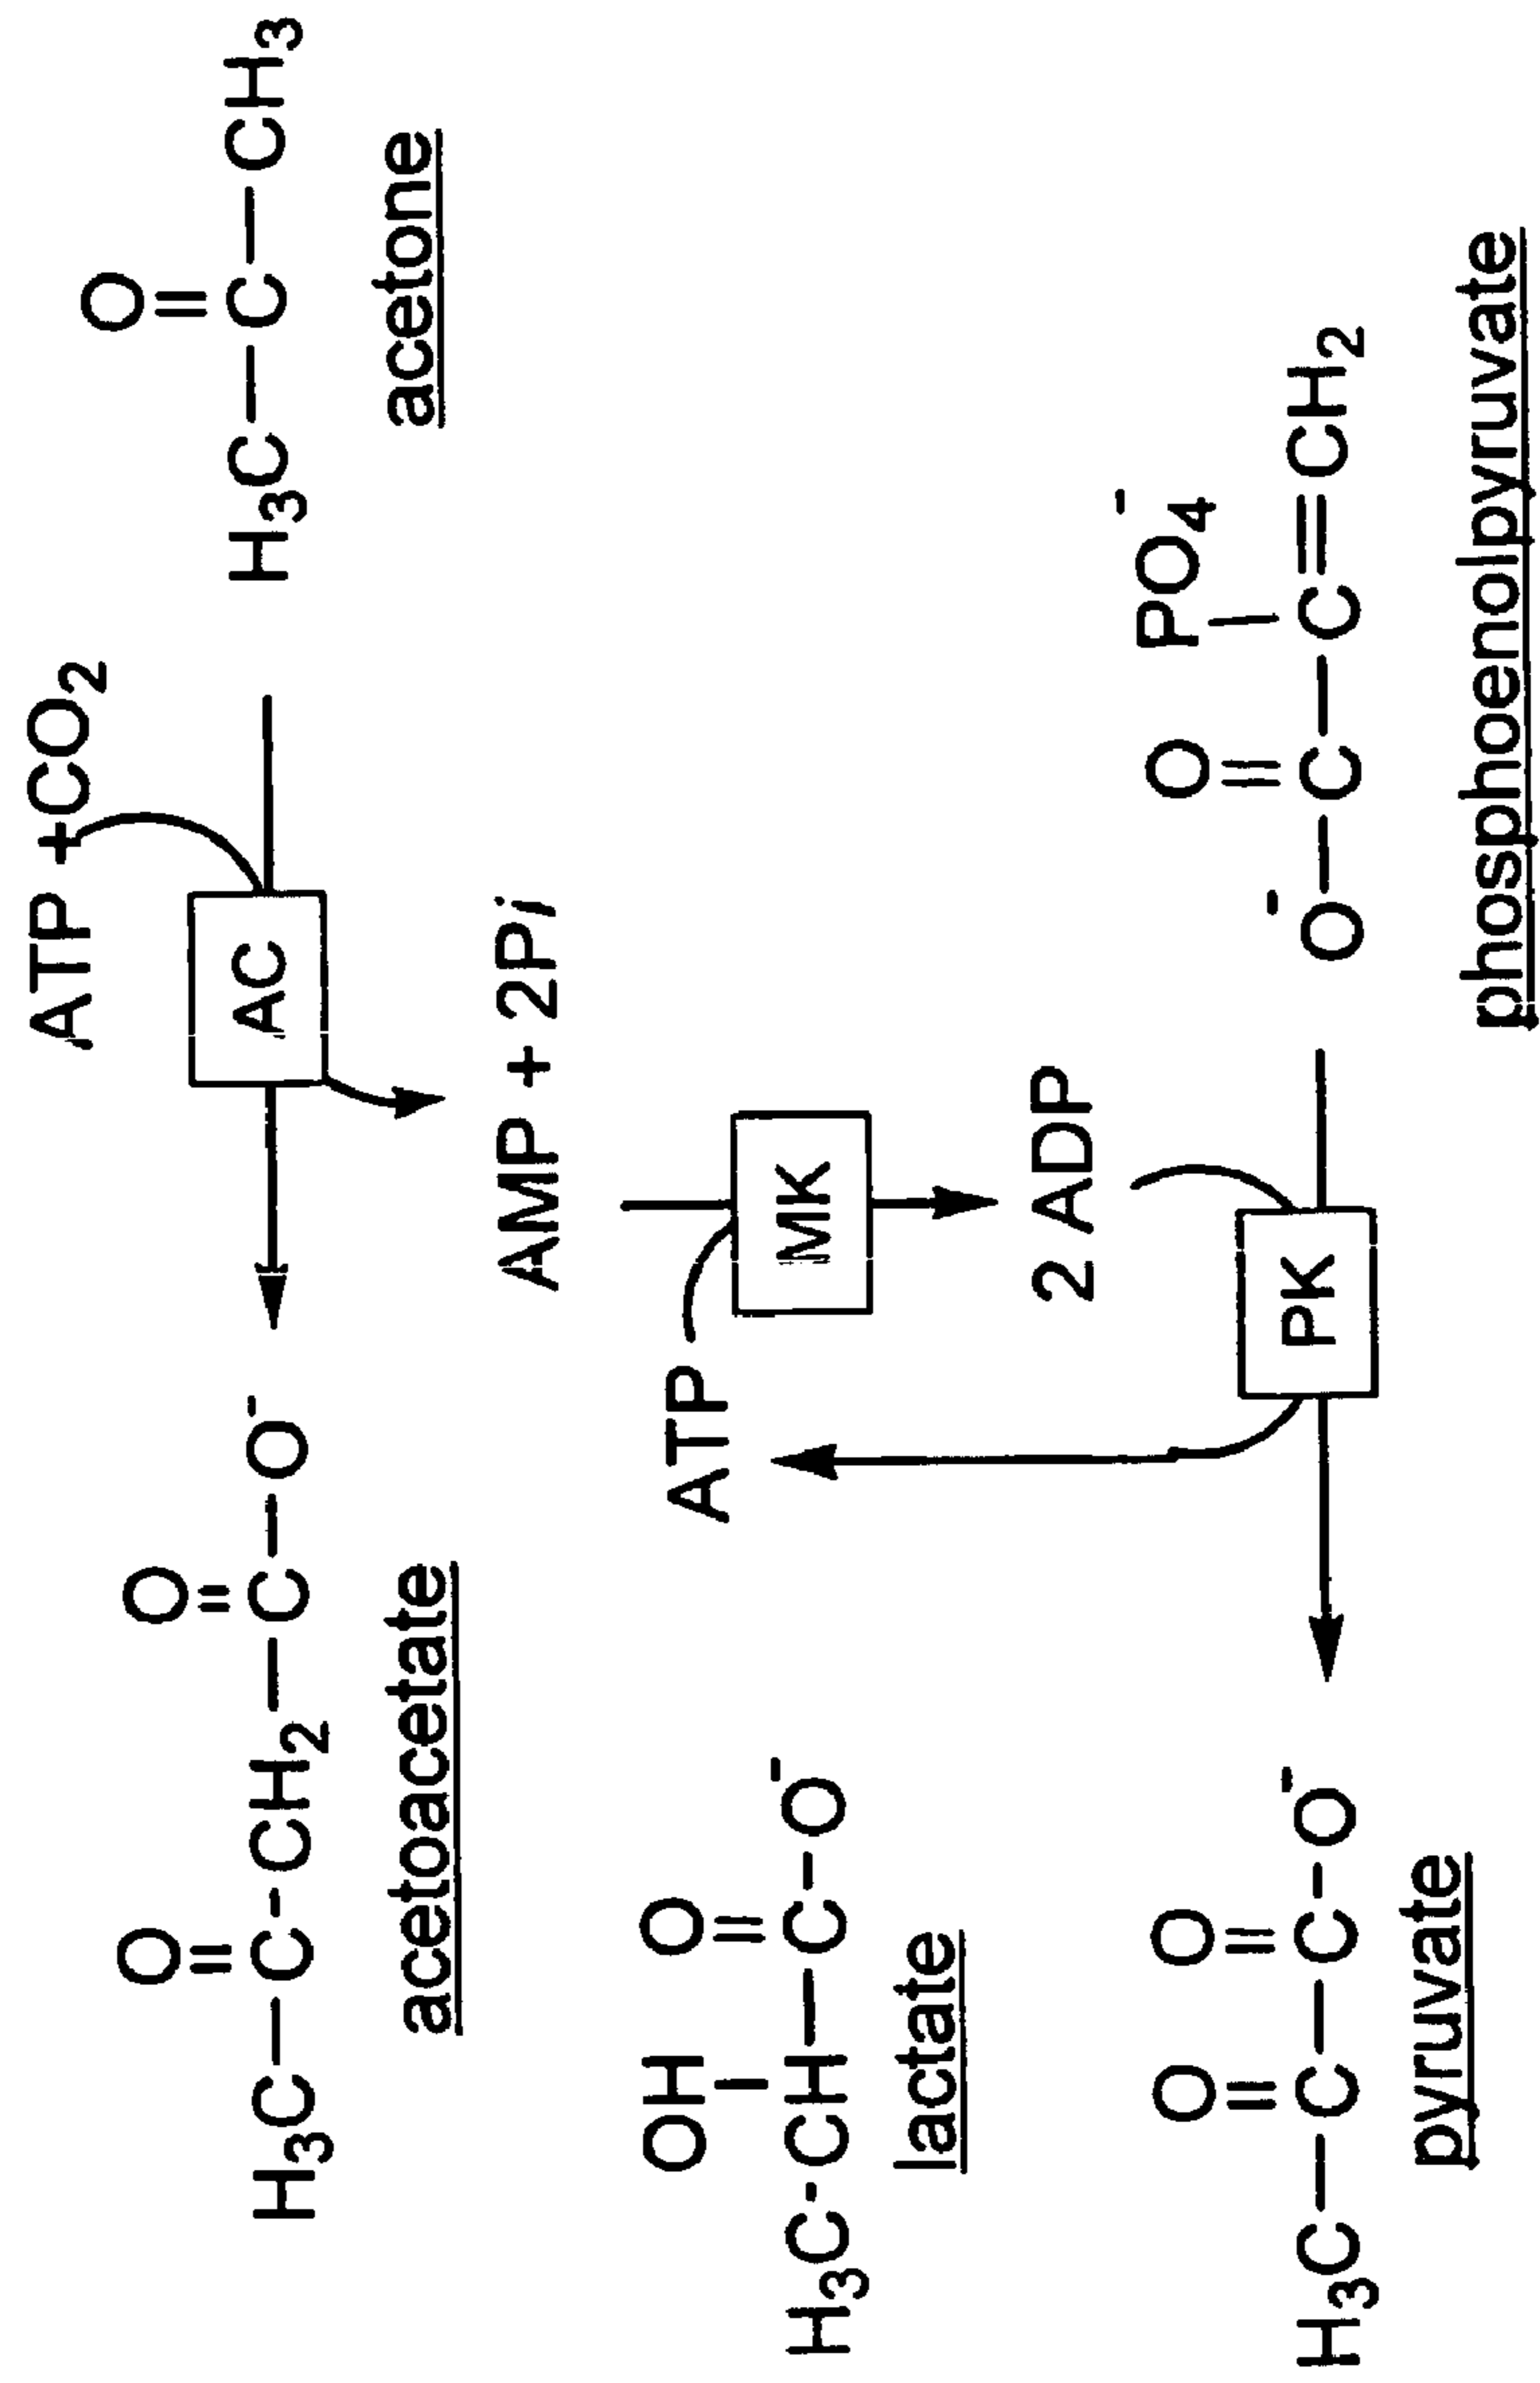 ATP +CO₂
O O O
H₃C—C-CH₂—C—O⁻ AC H₃C—C—CH₃
acetoacetate acetone
AMP + 2Pi
OH O ATP
H₃C-CH—C-O⁻ MK
lactate
2 ADP
O O O PO₄⁻
H₃C—C—C-O⁻ PK O⁻—C—C=CH₂
pyruvate phosphoenolpyruvate